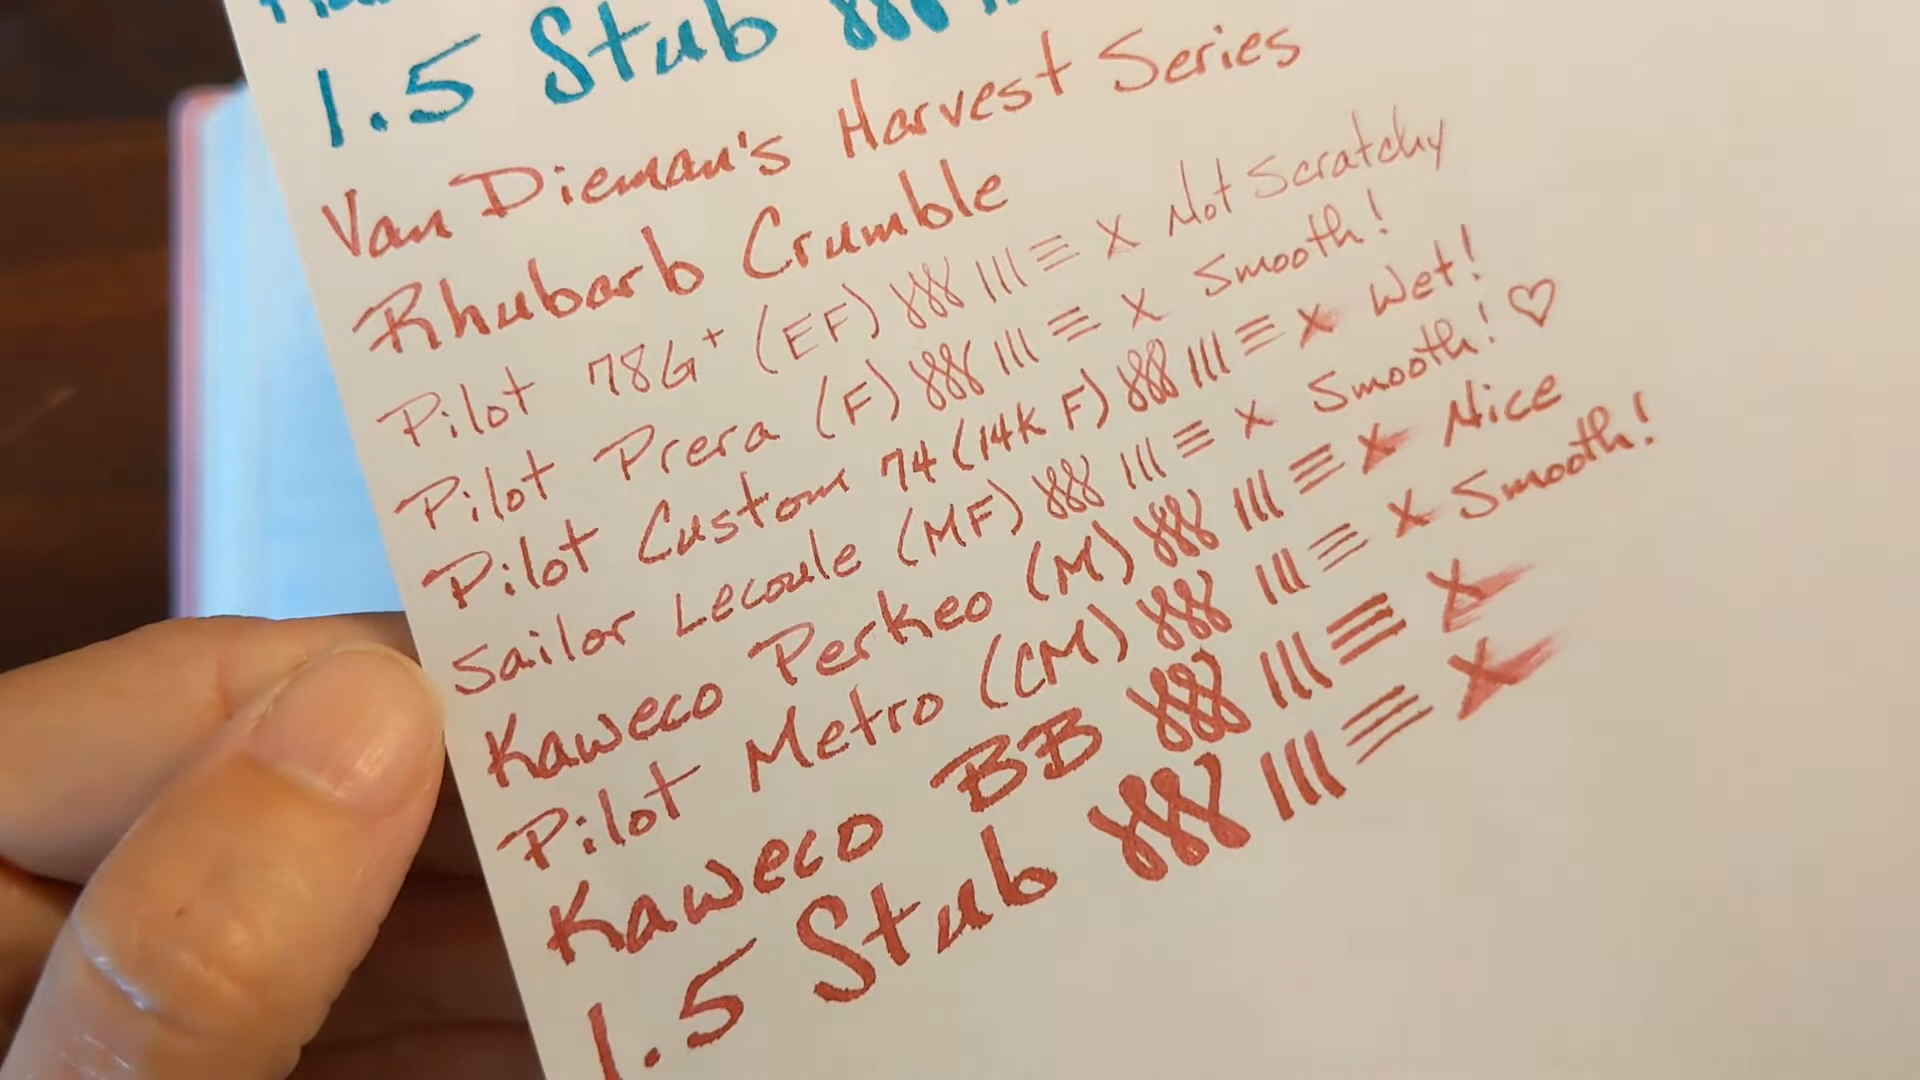 1.5 Stub
Van Dieman's Harvest Series
Rhubarb Crumble
Pilot 78G+ (EF) 888 ||| ≡ X Not Scratchy
Pilot Prera (F) 888 ||| ≡ X Smooth!
Pilot Custom 74 (14K F) 888 ||| ≡ X Wet!
Sailor Lecoule (MF) 888 ||| ≡ X Smooth! ♡
Kaweco Perkeo (M) 888 ||| ≡ X Nice
Pilot Metro (CM) 888 ||| ≡ X Smooth!
Kaweco BB 888 ||| ≡ X
1.5 Stub 888 ||| ≡ X